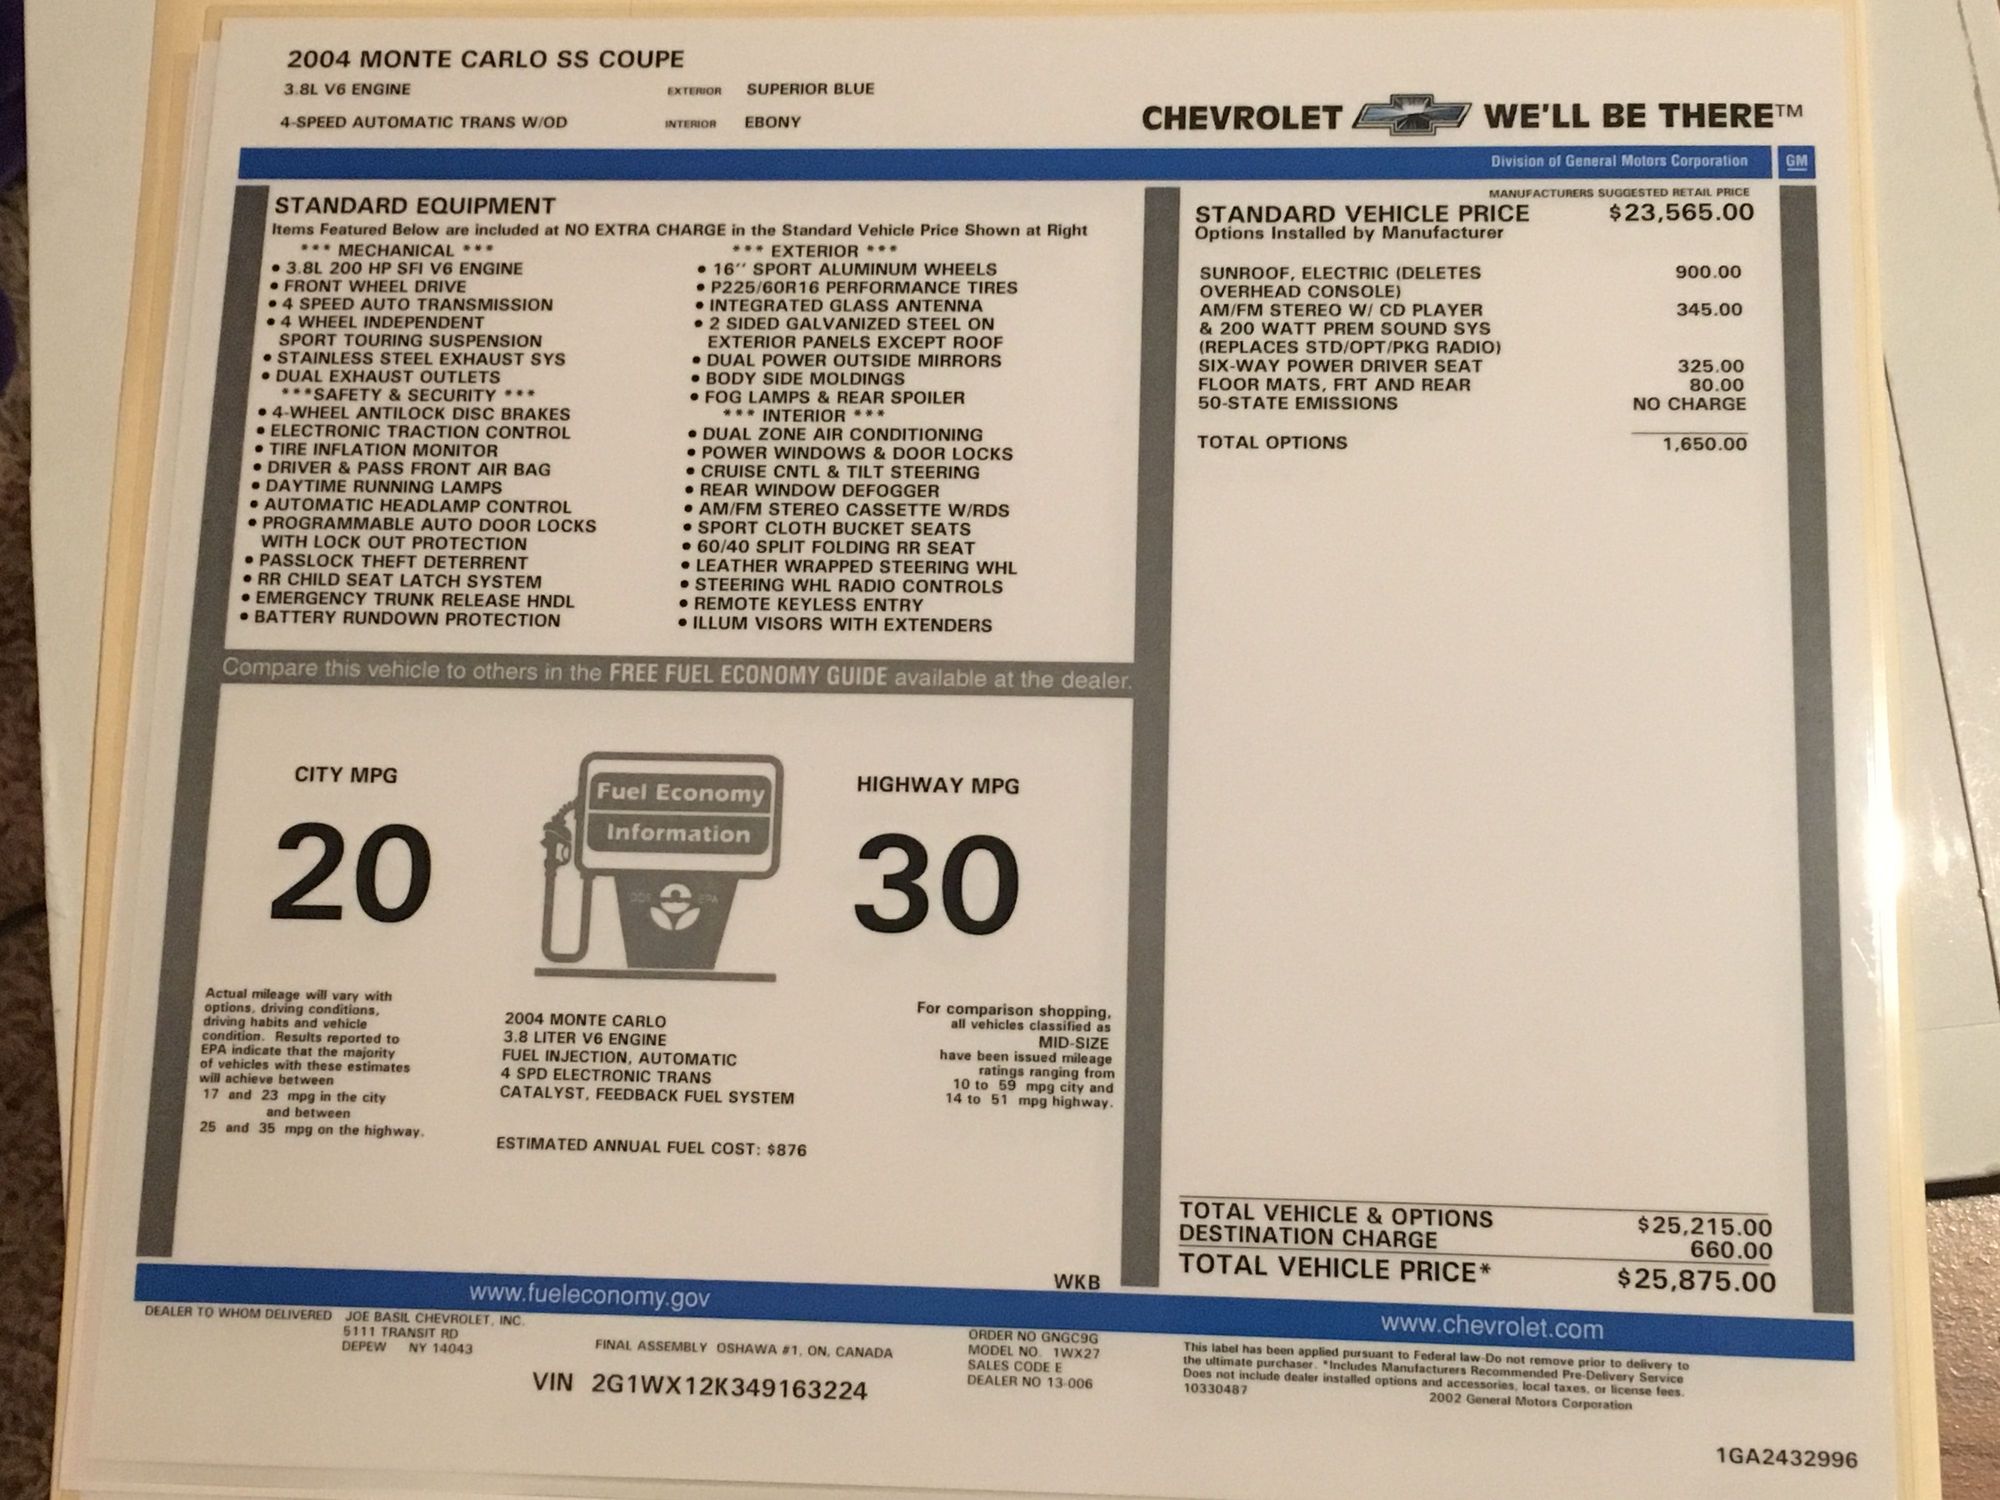 2004 MONTE CARLO SS COUPE
3.8L V6 ENGINE
EXTERIOR SUPERIOR BLUE
4-SPEED AUTOMATIC TRANS W/OD
INTERIOR EBONY
CHEVROLET WE'LL BE THERE™
Division of General Motors Corporation GM
STANDARD EQUIPMENT
Items Featured Below are included at NO EXTRA CHARGE in the Standard Vehicle Price Shown at Right
*** MECHANICAL ***
• 3.8L 200 HP SFI V6 ENGINE
• FRONT WHEEL DRIVE
• 4 SPEED AUTO TRANSMISSION
• 4 WHEEL INDEPENDENT
SPORT TOURING SUSPENSION
• STAINLESS STEEL EXHAUST SYS
• DUAL EXHAUST OUTLETS
***SAFETY & SECURITY ***
• 4-WHEEL ANTILOCK DISC BRAKES
• ELECTRONIC TRACTION CONTROL
• TIRE INFLATION MONITOR
• DRIVER & PASS FRONT AIR BAG
• DAYTIME RUNNING LAMPS
• AUTOMATIC HEADLAMP CONTROL
• PROGRAMMABLE AUTO DOOR LOCKS
WITH LOCK OUT PROTECTION
• PASSLOCK THEFT DETERRENT
• RR CHILD SEAT LATCH SYSTEM
• EMERGENCY TRUNK RELEASE HNDL
• BATTERY RUNDOWN PROTECTION
*** EXTERIOR ***
• 16'' SPORT ALUMINUM WHEELS
• P225/60R16 PERFORMANCE TIRES
• INTEGRATED GLASS ANTENNA
• 2 SIDED GALVANIZED STEEL ON
EXTERIOR PANELS EXCEPT ROOF
• DUAL POWER OUTSIDE MIRRORS
• BODY SIDE MOLDINGS
• FOG LAMPS & REAR SPOILER
*** INTERIOR ***
• DUAL ZONE AIR CONDITIONING
• POWER WINDOWS & DOOR LOCKS
• CRUISE CNTL & TILT STEERING
• REAR WINDOW DEFOGGER
• AM/FM STEREO CASSETTE W/RDS
• SPORT CLOTH BUCKET SEATS
• 60/40 SPLIT FOLDING RR SEAT
• LEATHER WRAPPED STEERING WHL
• STEERING WHL RADIO CONTROLS
• REMOTE KEYLESS ENTRY
• ILLUM VISORS WITH EXTENDERS
MANUFACTURERS SUGGESTED RETAIL PRICE
STANDARD VEHICLE PRICE $23,565.00
Options Installed by Manufacturer
SUNROOF, ELECTRIC (DELETES 900.00
OVERHEAD CONSOLE)
AM/FM STEREO W/ CD PLAYER 345.00
& 200 WATT PREM SOUND SYS
(REPLACES STD/OPT/PKG RADIO)
SIX-WAY POWER DRIVER SEAT 325.00
FLOOR MATS, FRT AND REAR 80.00
50-STATE EMISSIONS NO CHARGE
TOTAL OPTIONS 1,650.00
Compare this vehicle to others in the FREE FUEL ECONOMY GUIDE available at the dealer.
CITY MPG
20
Fuel Economy
Information
DOE EPA
HIGHWAY MPG
30
Actual mileage will vary with
options, driving conditions,
driving habits and vehicle
condition. Results reported to
EPA indicate that the majority
of vehicles with these estimates
will achieve between
17 and 23 mpg in the city
and between
25 and 35 mpg on the highway.
2004 MONTE CARLO
3.8 LITER V6 ENGINE
FUEL INJECTION, AUTOMATIC
4 SPD ELECTRONIC TRANS
CATALYST, FEEDBACK FUEL SYSTEM
ESTIMATED ANNUAL FUEL COST: $876
For comparison shopping,
all vehicles classified as
MID-SIZE
have been issued mileage
ratings ranging from
10 to 59 mpg city and
14 to 51 mpg highway.
TOTAL VEHICLE & OPTIONS $25,215.00
DESTINATION CHARGE 660.00
TOTAL VEHICLE PRICE* $25,875.00
WKB
www.fueleconomy.gov
www.chevrolet.com
DEALER TO WHOM DELIVERED JOE BASIL CHEVROLET, INC.
5111 TRANSIT RD
DEPEW NY 14043
FINAL ASSEMBLY OSHAWA #1, ON, CANADA
VIN 2G1WX12K349163224
ORDER NO GNGC9G
MODEL NO. 1WX27
SALES CODE E
DEALER NO 13-006
This label has been applied pursuant to Federal law-Do not remove prior to delivery to
the ultimate purchaser. *Includes Manufacturers Recommended Pre-Delivery Service
Does not include dealer installed options and accessories, local taxes, or license fees.
10330487
2002 General Motors Corporation
1GA2432996